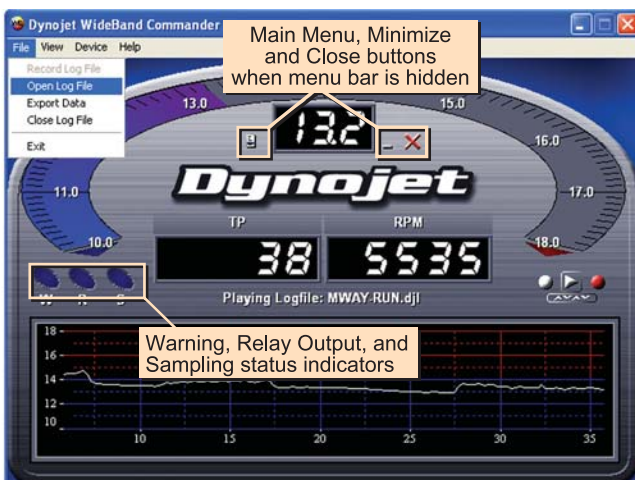 Dynojet WideBand Commander
File View Device Help
Record Log File
Open Log File
Export Data
Close Log File
Exit
Main Menu, Minimize
and Close buttons
when menu bar is hidden
13.2
10.0
11.0
13.0
15.0
16.0
17.0
18.0
Dynojet
TP
RPM
38
5535
W R S
Playing Logfile: MWAY-RUN.djl
Warning, Relay Output, and
Sampling status indicators
18
16
14
12
10
10 15 20 25 30 35